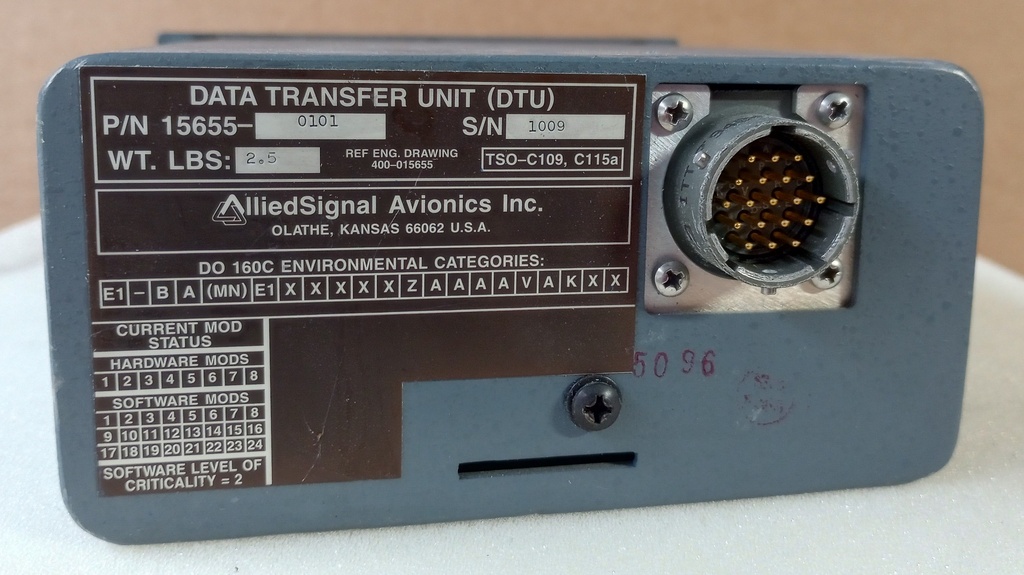 DATA TRANSFER UNIT (DTU)
P/N 15655- 0101 S/N 1009
WT. LBS: 2.5 REF ENG. DRAWING 400-015655 TSO-C109, C115a
AlliedSignal Avionics Inc.
OLATHE, KANSAS 66062 U.S.A.
DO 160C ENVIRONMENTAL CATEGORIES:
E1 - B A (MN) E1 X X X X X Z A A A A V A K X X
CURRENT MOD
STATUS
HARDWARE MODS
1 2 3 4 5 6 7 8
SOFTWARE MODS
1 2 3 4 5 6 7 8
9 10 11 12 13 14 15 16
17 18 19 20 21 22 23 24
SOFTWARE LEVEL OF
CRITICALITY = 2
5096